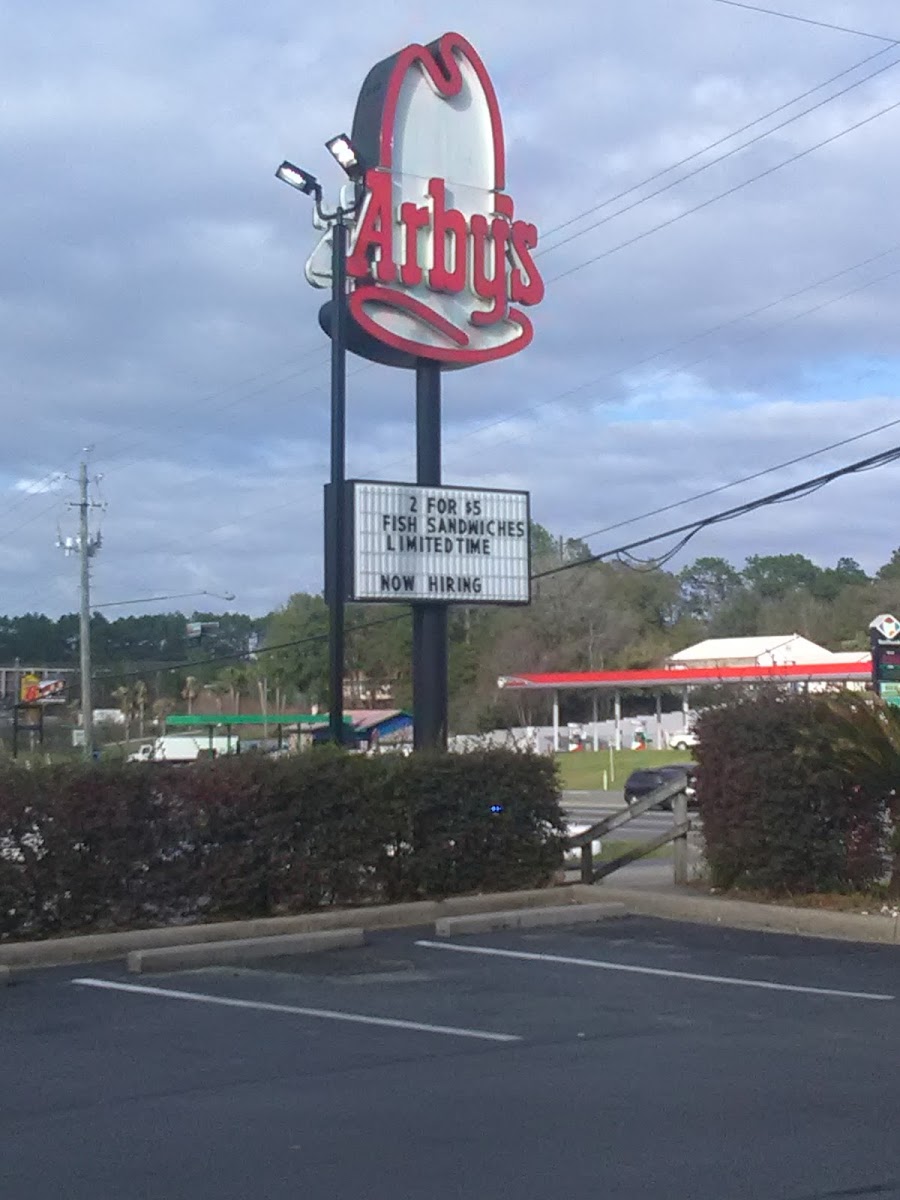 Arby's
2 FOR $5
FISH SANDWICHES
LIMITED TIME
NOW HIRING